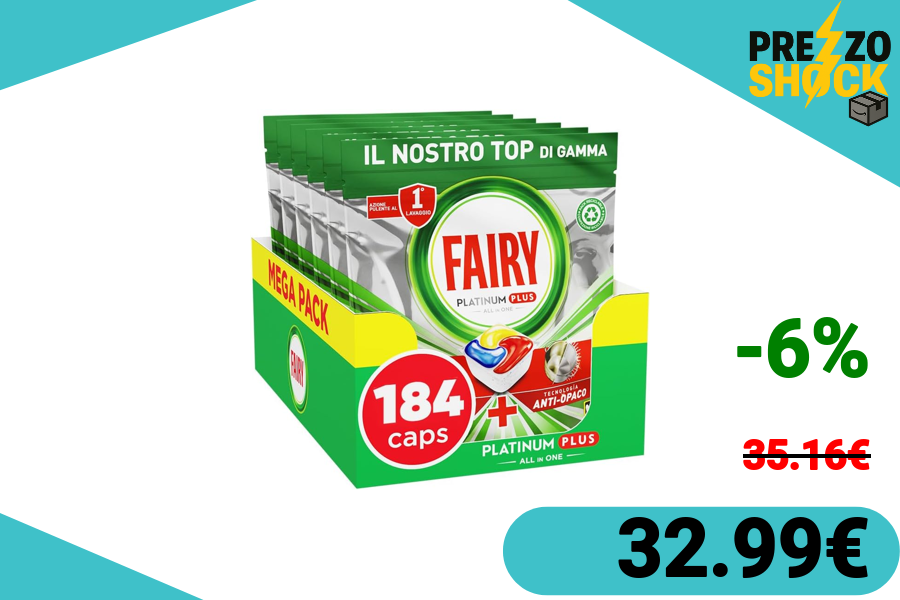 PREZZO
SHOCK
IL NOSTRO TOP DI GAMMA
AZIONE
PULENTE AL
1°
LAVAGGIO
FAIRY
PLATINUM PLUS
ALL IN ONE
MEGA PACK
FAIRY
184
caps
+
TECNOLOGIA
ANTI-OPACO
PLATINUM PLUS
ALL IN ONE
-6%
35.16€
32.99€